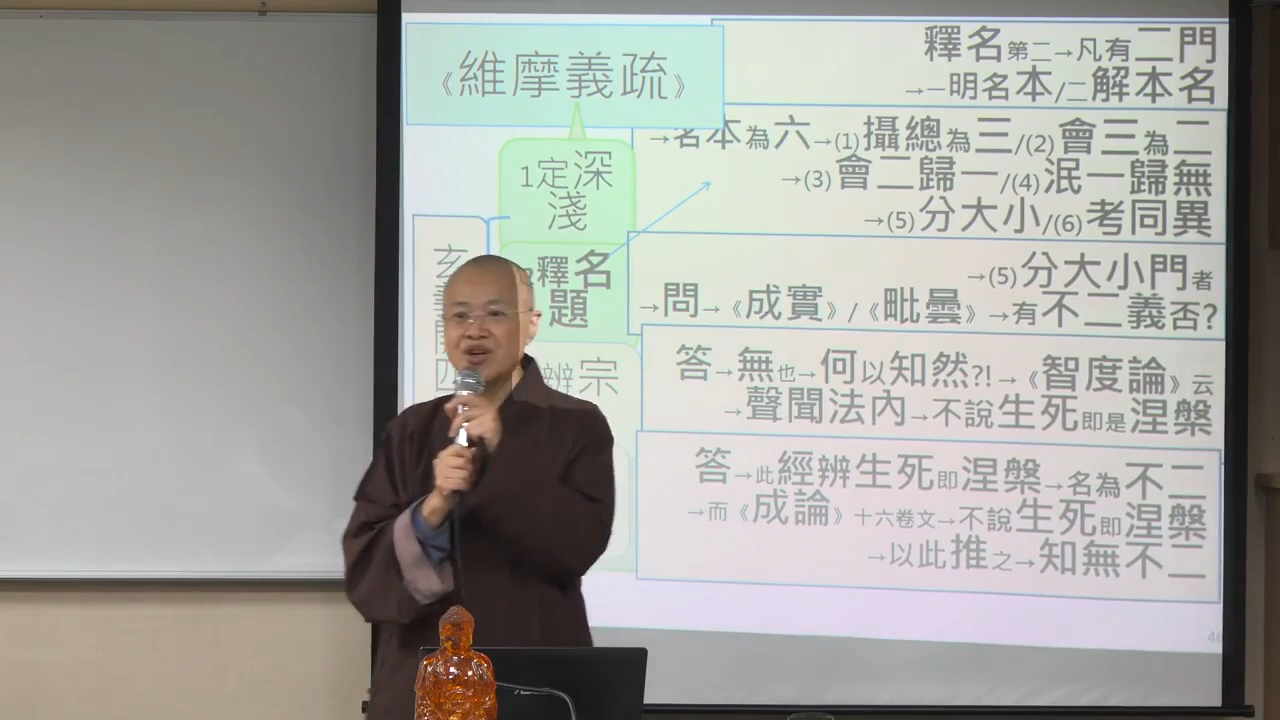 《維摩義疏》
1定深
淺
釋名
題
辨宗
釋名第二→凡有二門
→一明名本/二解本名
→名本為六→(1)攝總為三/(2)會三為二
→(3)會二歸一/(4)泯一歸無
→(5)分大小/(6)考同異
→(5)分大小門者
→問→《成實》/《毗曇》→有不二義否?
答→無也→何以知然?!→《智度論》云
→聲聞法內→不說生死即是涅槃
答→此經辨生死即涅槃→名為不二
→而《成論》十六卷文→不說生死即涅槃
→以此推之→知無不二